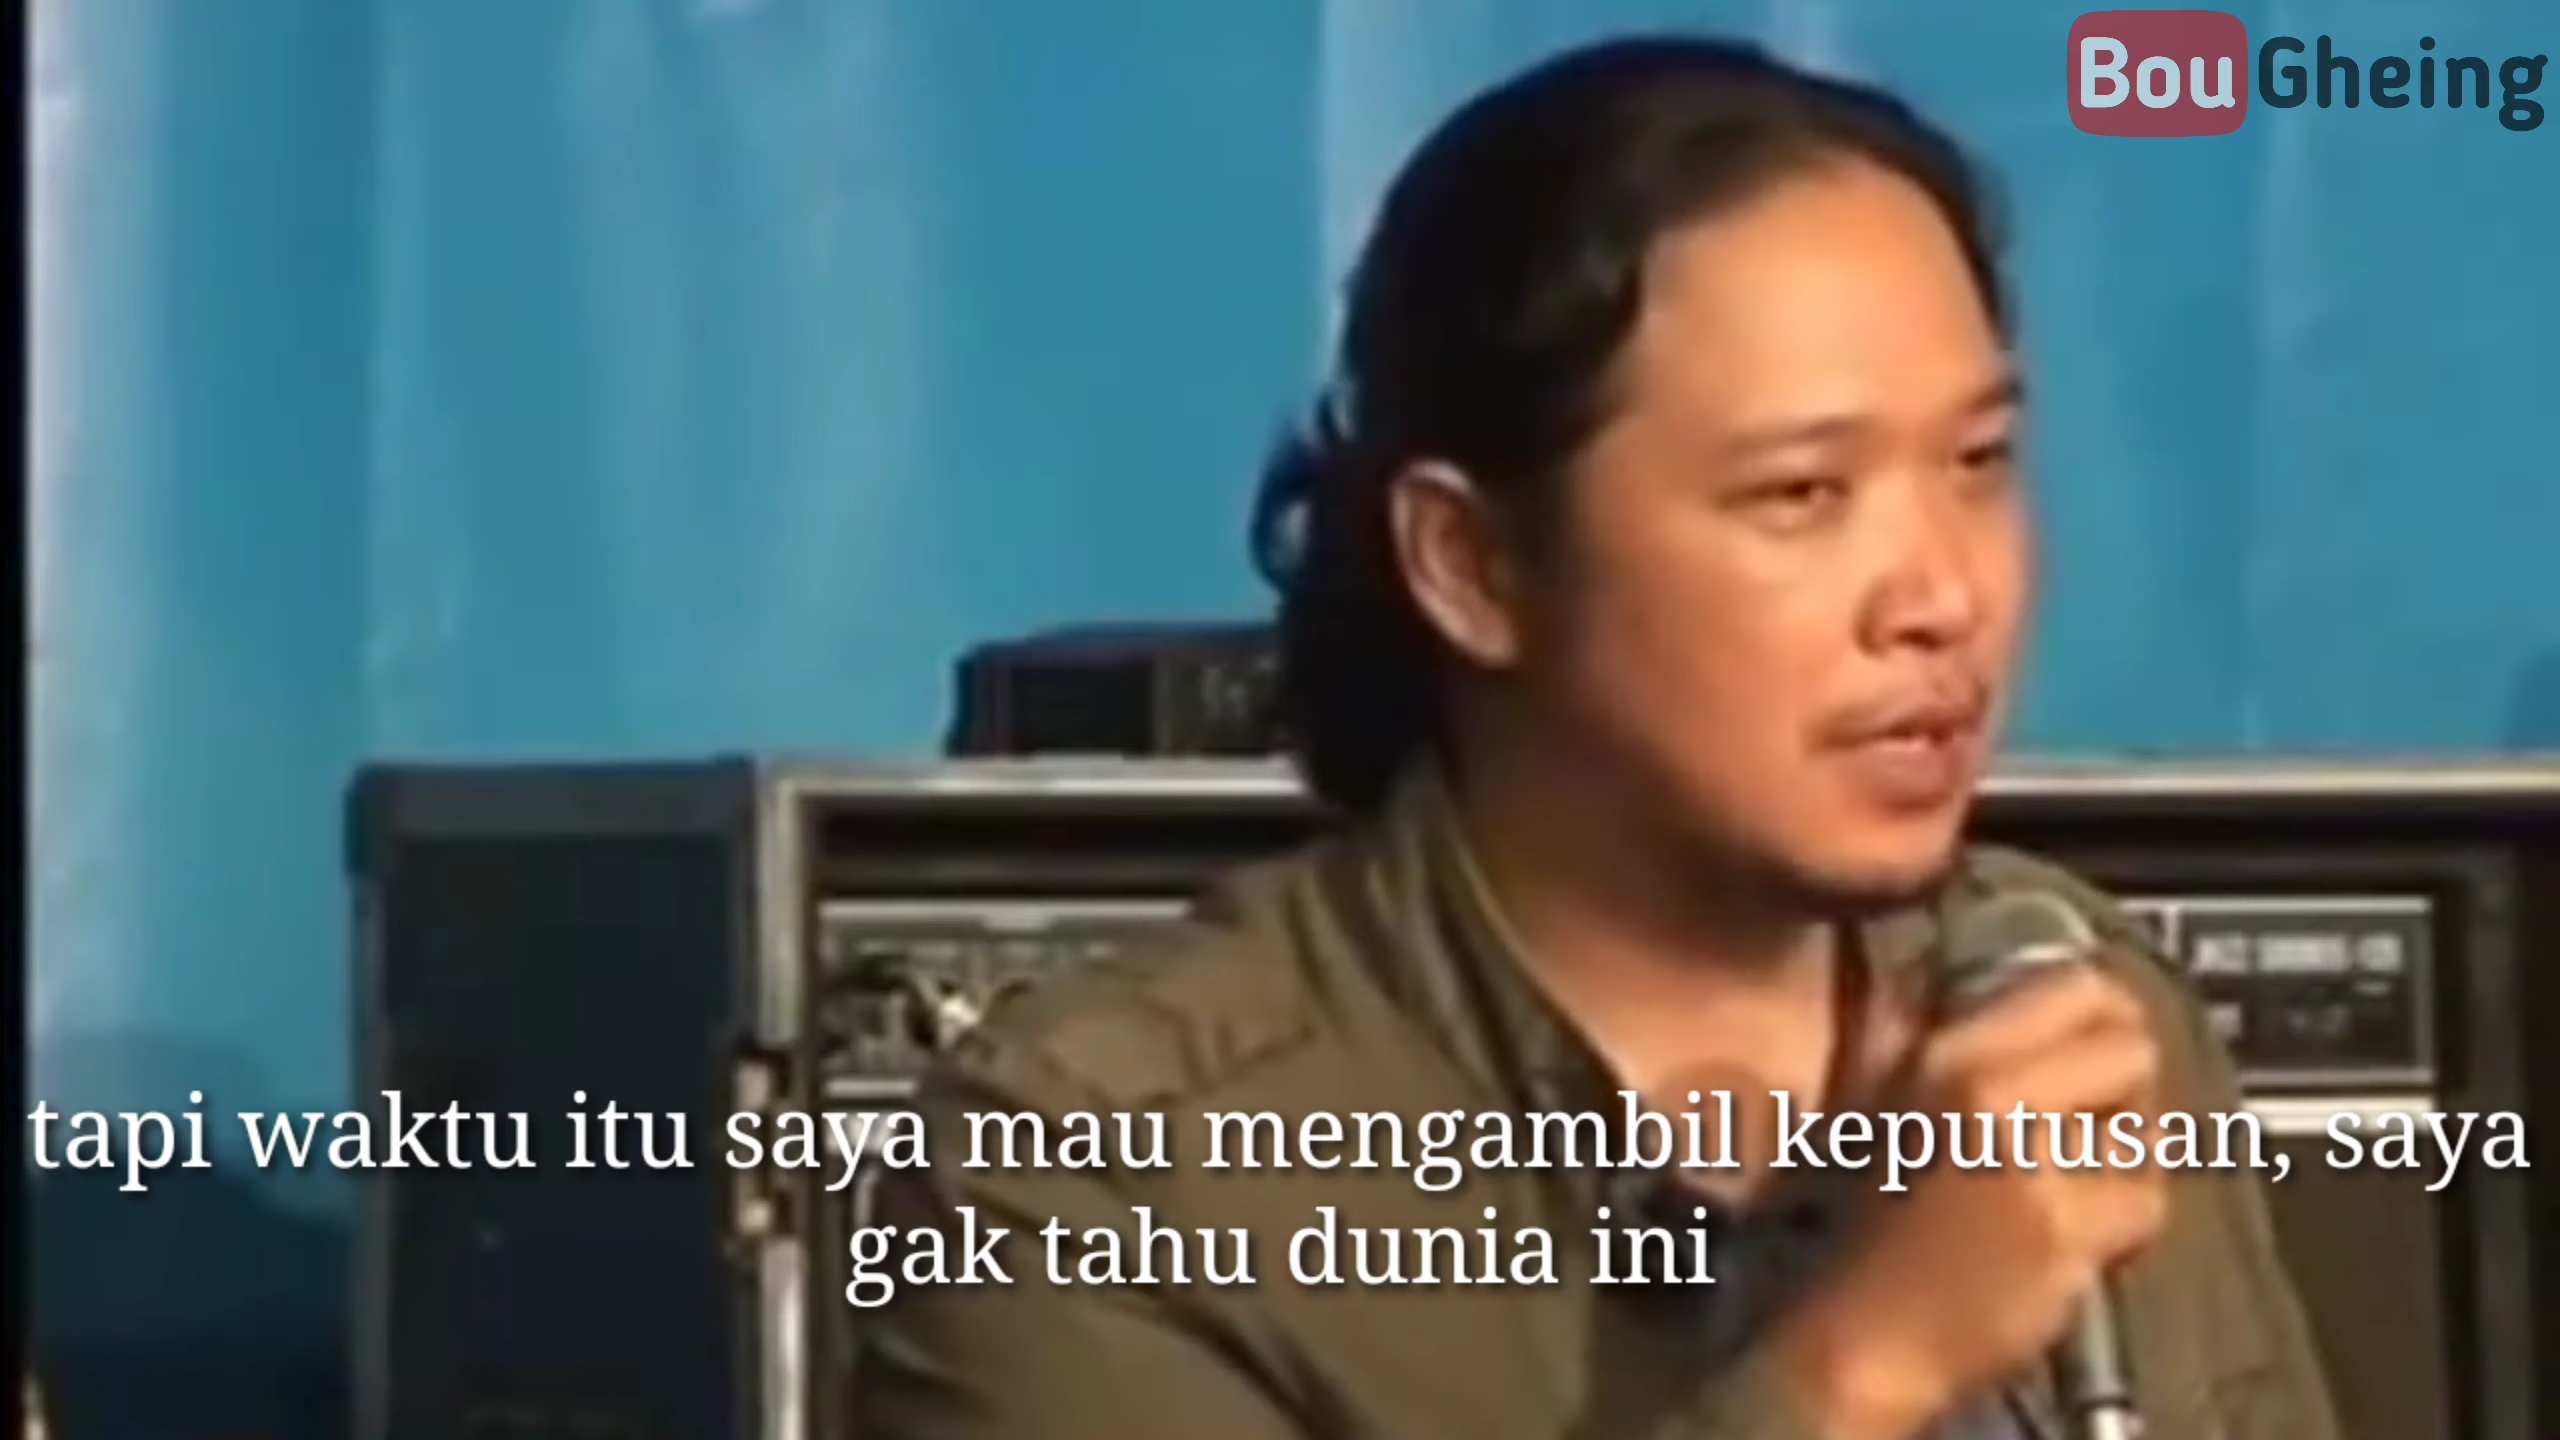 BouGheing
tapi waktu itu saya mau mengambil keputusan, saya
gak tahu dunia ini